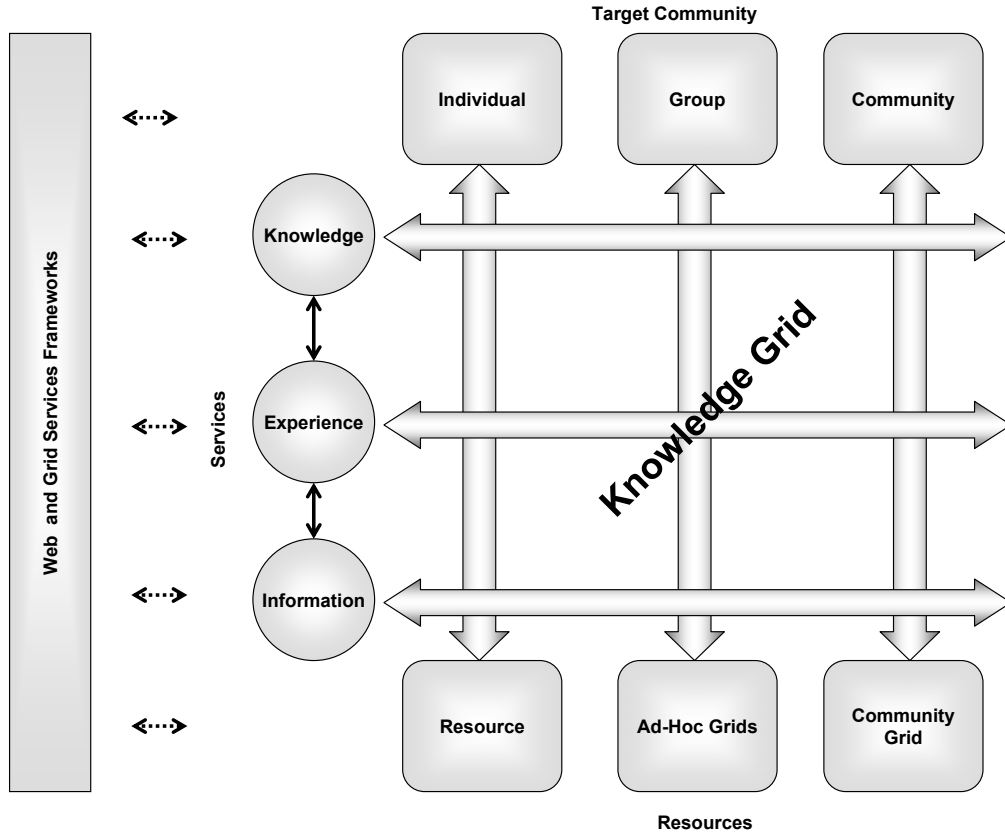 Target Community
Individual
Group
Community
Knowledge
Web and Grid Services Frameworks
Services
Experience
Knowledge Grid
Information
Resource
Ad-Hoc Grids
Community
Grid
Resources